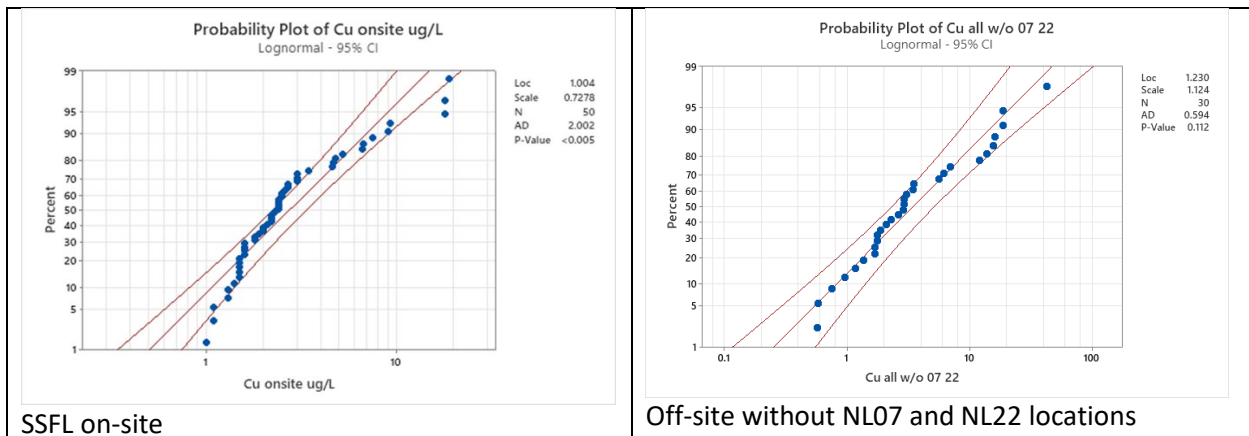 Probability Plot of Cu onsite ug/L
Lognormal - 95% CI
99
95
90
80
70
60
50
40
30
20
10
5
1
Percent
1
10
Cu onsite ug/L
Loc 1.004
Scale 0.7278
N 50
AD 2.002
P-Value <0.005
SSFL on-site
Probability Plot of Cu all w/o 07 22
Lognormal - 95% CI
99
95
90
80
70
60
50
40
30
20
10
5
1
Percent
0.1
1
10
100
Cu all w/o 07 22
Loc 1.230
Scale 1.124
N 30
AD 0.594
P-Value 0.112
Off-site without NL07 and NL22 locations